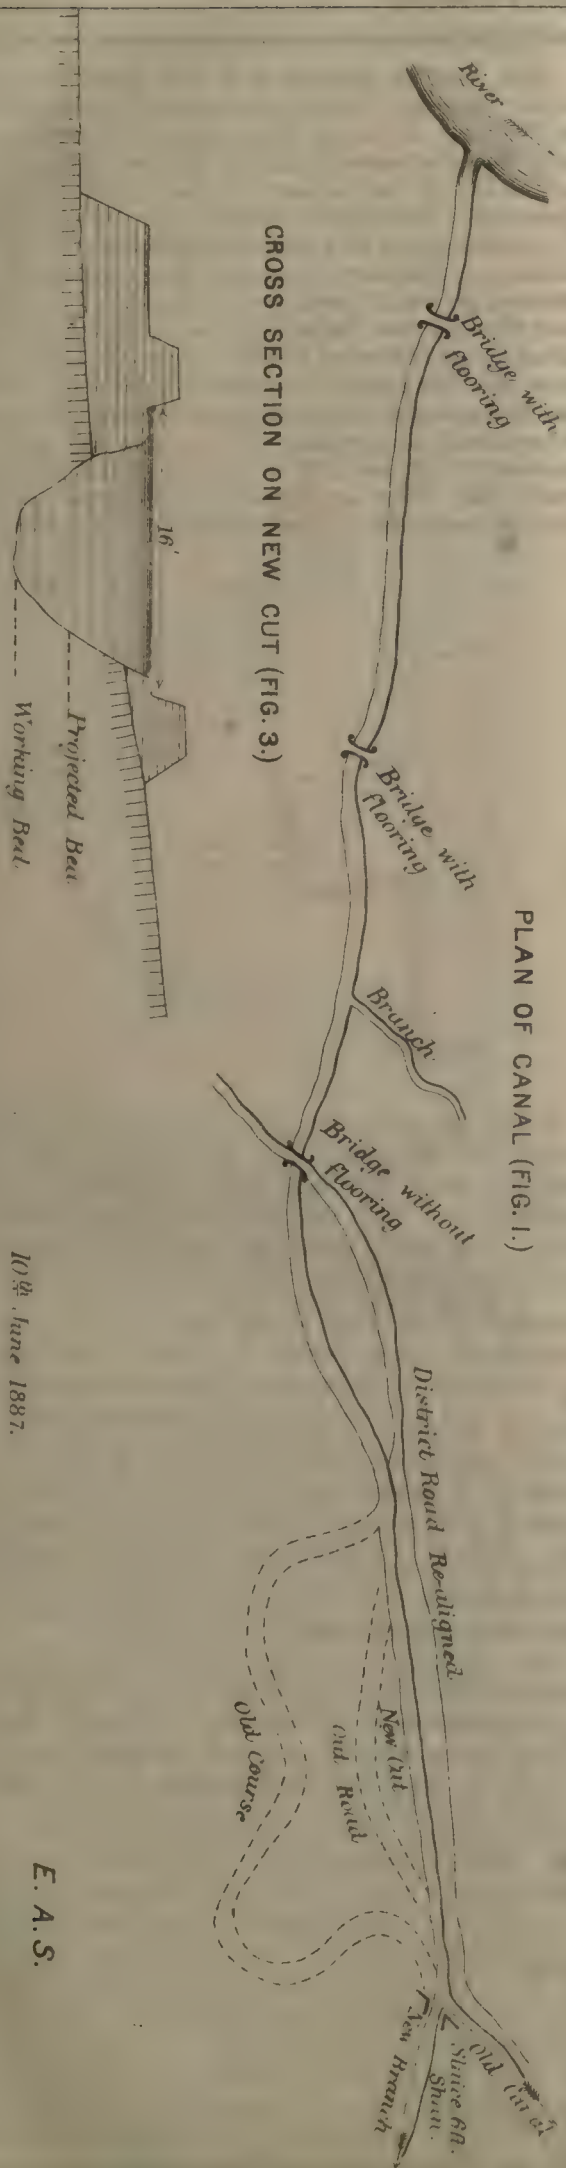 PLAN OF CANAL (FIG. 1.)
River
Bridge with
flooring
Bridge with
flooring
Branch
Bridge without
flooring
District Road Re-aligned
New Cut
Old Road
Old Course
Old Canal
Sluice 6ft.
New Branch
CROSS SECTION ON NEW CUT (FIG. 3.)
16'
Projected Bed
Working Bed.
10th June 1887.
E. A. S.